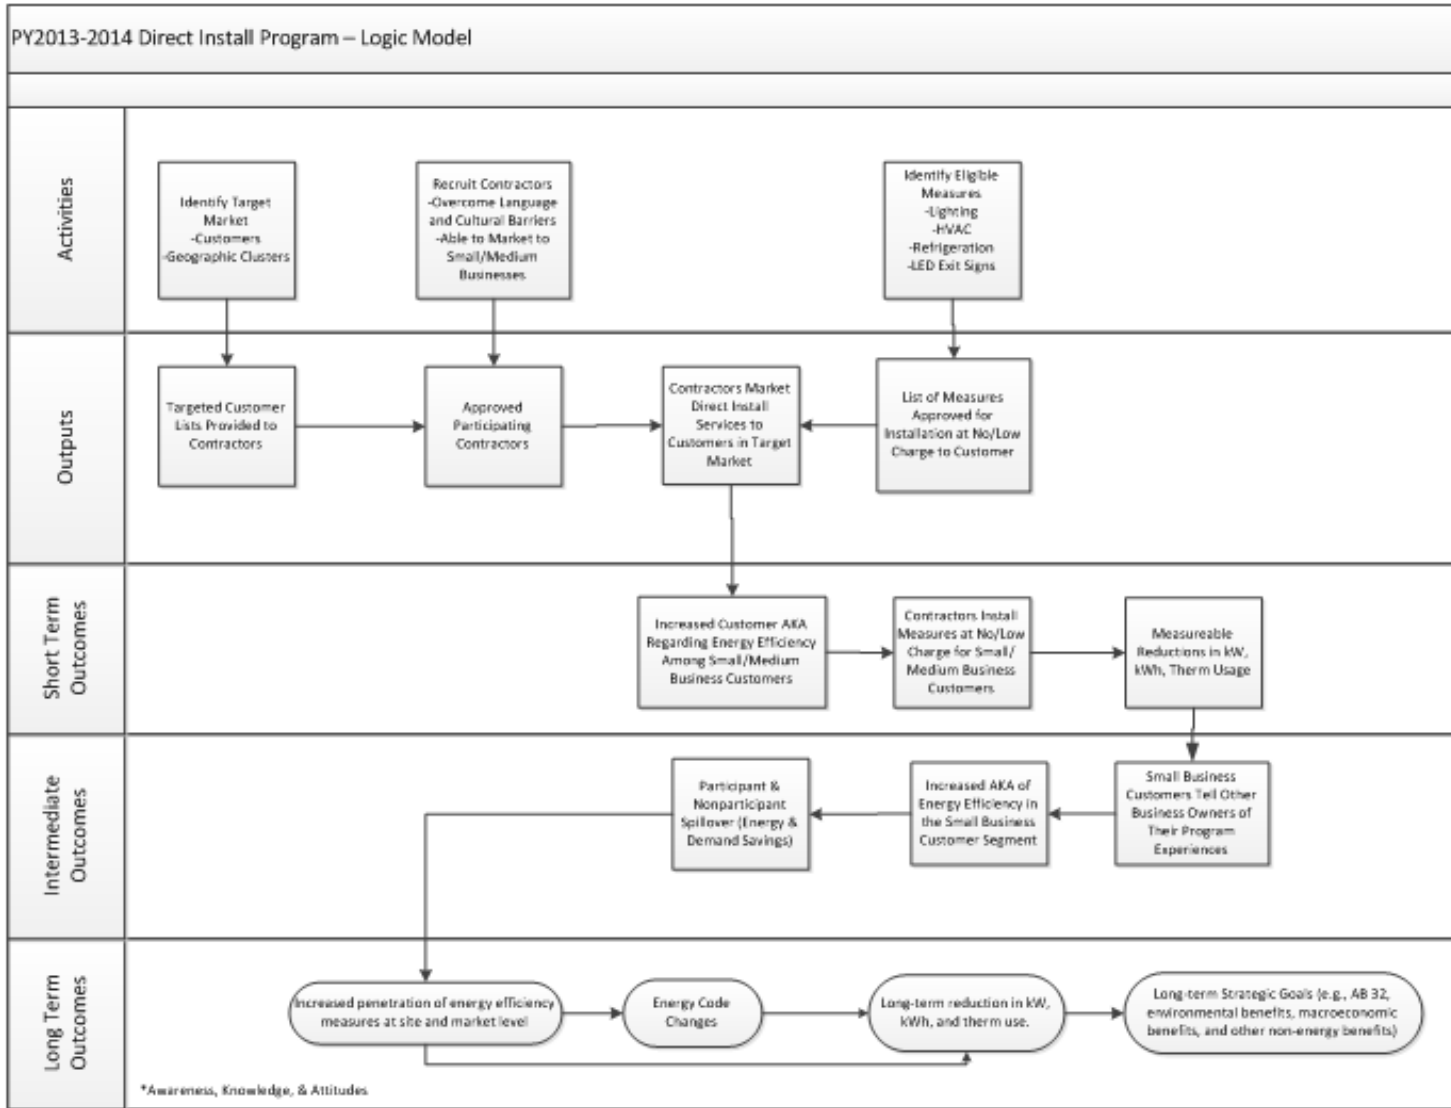 PY2013-2014 Direct Install Program – Logic Model
Activities
Identify Target
Market
-Customers
-Geographic Clusters
Recruit Contractors
-Overcome Language
and Cultural Barriers
-Able to Market to
Small/Medium
Businesses
Identify Eligible
Measures
-Lighting
-HVAC
-Refrigeration
-LED Exit Signs
Outputs
Targeted Customer
Lists Provided to
Contractors
Approved
Participating
Contractors
Contractors Market
Direct Install
Services to
Customers in Target
Market
List of Measures
Approved for
Installation at No/Low
Charge to Customer
Short Term
Outcomes
Increased Customer AKA
Regarding Energy Efficiency
Among Small/Medium
Business Customers
Contractors Install
Measures at No/Low
Charge for Small/
Medium Business
Customers
Measureable
Reductions in kW,
kWh, Therm Usage
Intermediate
Outcomes
Participant &
Nonparticipant
Spillover (Energy &
Demand Savings)
Increased AKA of
Energy Efficiency in
the Small Business
Customer Segment
Small Business
Customers Tell Other
Business Owners of
Their Program
Experiences
Long Term
Outcomes
Increased penetration of energy efficiency
measures at site and market level
Energy Code
Changes
Long-term reduction in kW,
kWh, and therm use.
Long-term Strategic Goals (e.g., AB 32,
environmental benefits, macroeconomic
benefits, and other non-energy benefits)
*Awareness, Knowledge, & Attitudes